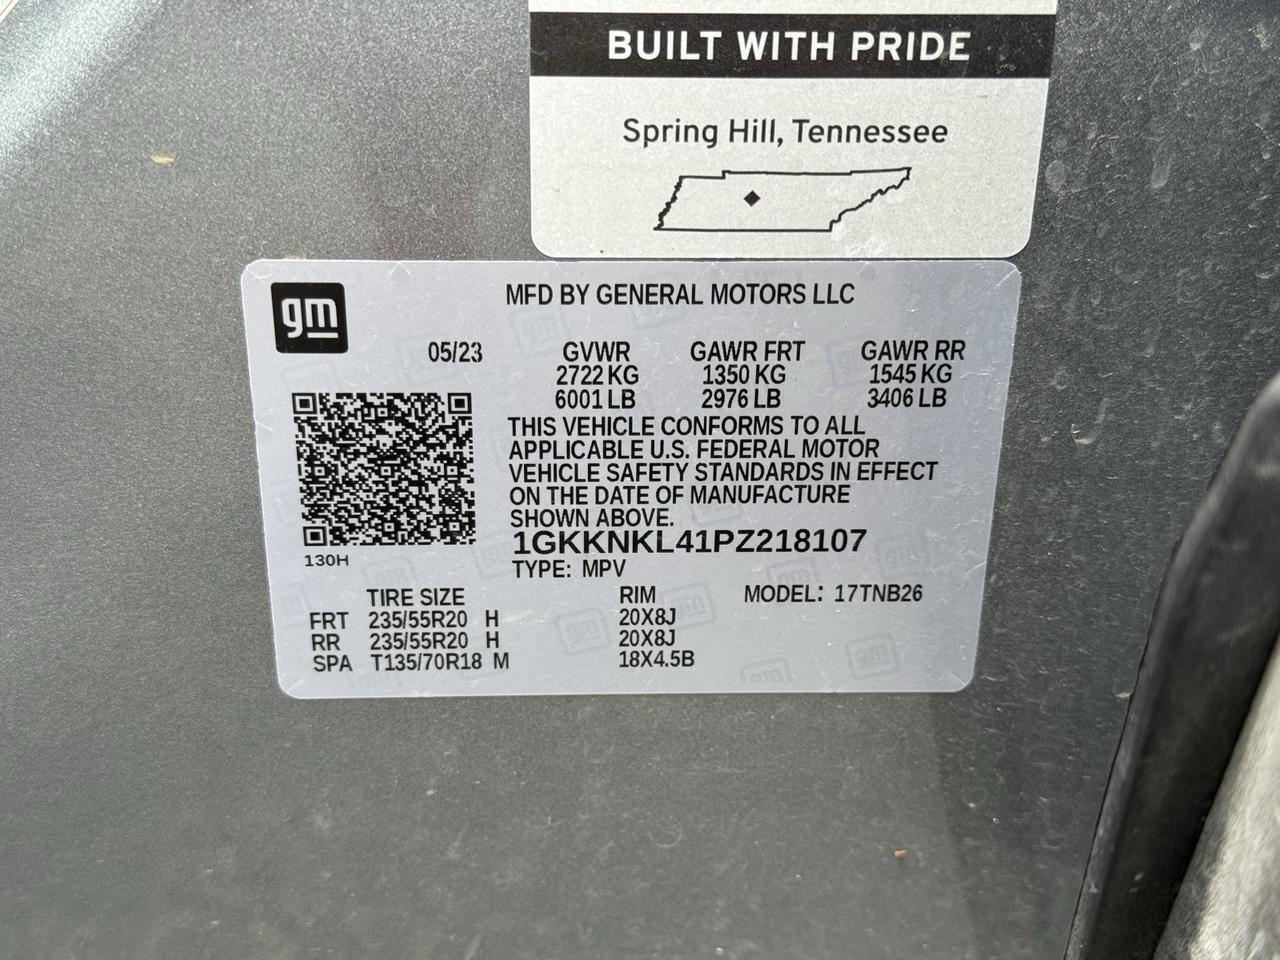 BUILT WITH PRIDE
Spring Hill, Tennessee
gm
MFD BY GENERAL MOTORS LLC
05/23 GVWR GAWR FRT GAWR RR
2722 KG 1350 KG 1545 KG
6001 LB 2976 LB 3406 LB
THIS VEHICLE CONFORMS TO ALL
APPLICABLE U.S. FEDERAL MOTOR
VEHICLE SAFETY STANDARDS IN EFFECT
ON THE DATE OF MANUFACTURE
SHOWN ABOVE.
1GKKNKL41PZ218107
130H
TYPE: MPV
TIRE SIZE RIM MODEL: 17TNB26
FRT 235/55R20 H 20X8J
RR 235/55R20 H 20X8J
SPA T135/70R18 M 18X4.5B